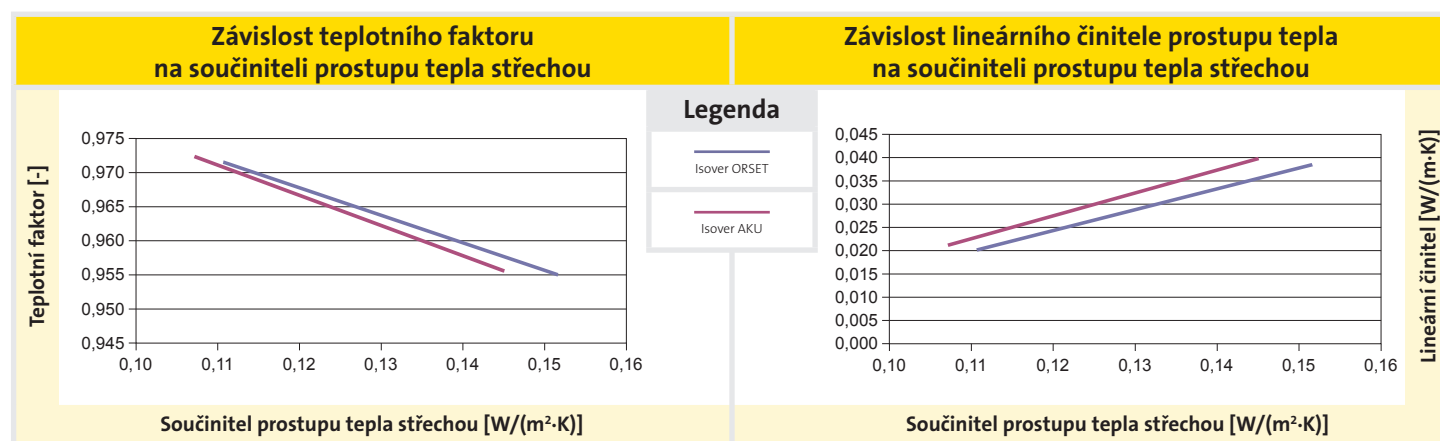 Závislost teplotního faktoru
na součiniteli prostupu tepla střechou
Teplotní faktor [-]
0,975
0,970
0,965
0,960
0,955
0,950
0,945
0,10 0,11 0,12 0,13 0,14 0,15 0,16
Součinitel prostupu tepla střechou [W/(m²·K)]
Legenda
Isover ORSET
Isover AKU
Závislost lineárního činitele prostupu tepla
na součiniteli prostupu tepla střechou
0,045
0,040
0,035
0,030
0,025
0,020
0,015
0,010
0,005
0,000
0,10 0,11 0,12 0,13 0,14 0,15 0,16
Lineární činitel [W/(m·K)]
Součinitel prostupu tepla střechou [W/(m²·K)]